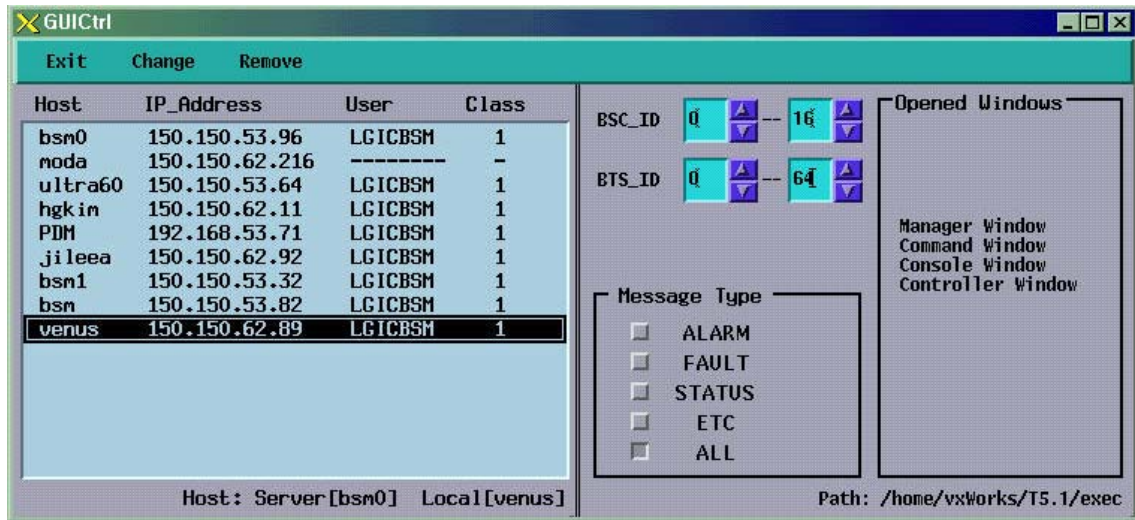 GUICtrl
Exit Change Remove
Host IP_Address User Class
bsm0 150.150.53.96 LGICBSM 1
moda 150.150.62.216 -------- -
ultra60 150.150.53.64 LGICBSM 1
hgkim 150.150.62.11 LGICBSM 1
PDM 192.168.53.71 LGICBSM 1
jileea 150.150.62.92 LGICBSM 1
bsm1 150.150.53.32 LGICBSM 1
bsm 150.150.53.82 LGICBSM 1
venus 150.150.62.89 LGICBSM 1
Host: Server[bsm0] Local[venus]
BSC_ID 0 -- 16
BTS_ID 0 -- 64
Message Type
ALARM
FAULT
STATUS
ETC
ALL
Opened Windows
Manager Window
Command Window
Console Window
Controller Window
Path: /home/vxWorks/T5.1/exec